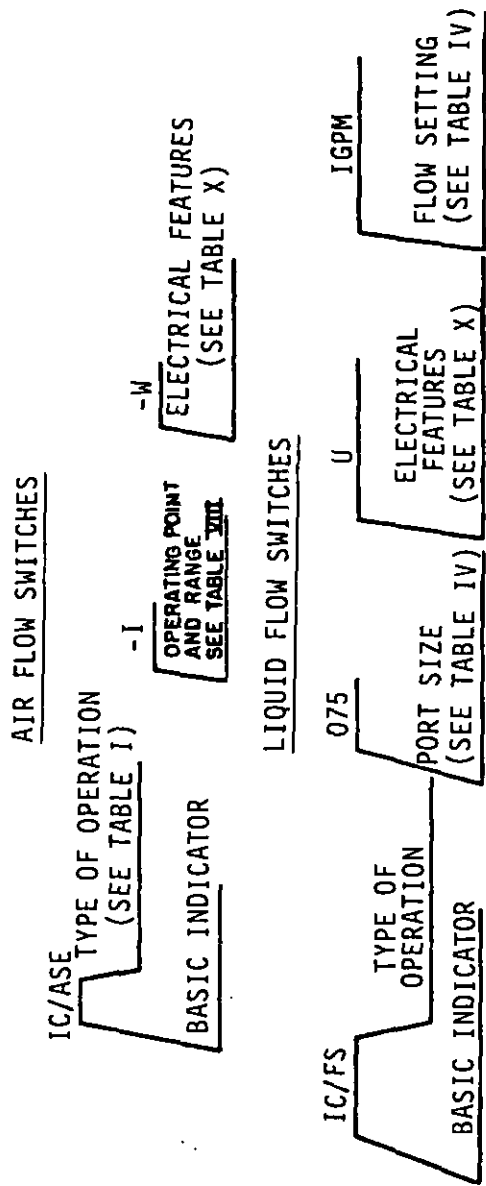 AIR FLOW SWITCHES
IC/ASE
-I
-W
TYPE OF OPERATION
(SEE TABLE I)
BASIC INDICATOR
OPERATING POINT
AND RANGE
SEE TABLE VIII
ELECTRICAL FEATURES
(SEE TABLE X)
LIQUID FLOW SWITCHES
IC/FS
075
U
IGPM
TYPE OF
OPERATION
BASIC INDICATOR
PORT SIZE
(SEE TABLE IV)
ELECTRICAL
FEATURES
(SEE TABLE X)
FLOW SETTING
(SEE TABLE IV)